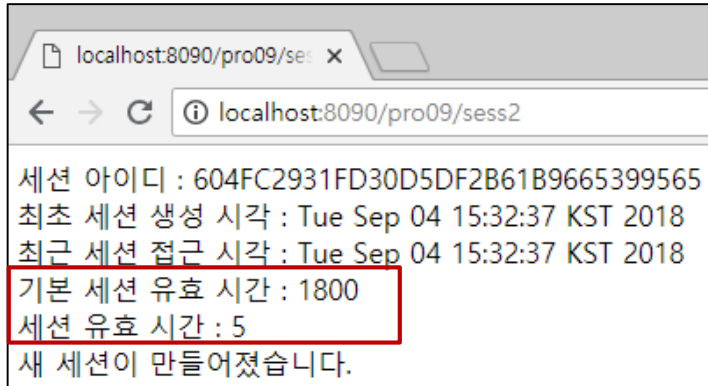 localhost:8090/pro09/ses
localhost:8090/pro09/sess2
세션 아이디 : 604FC2931FD30D5DF2B61B9665399565
최초 세션 생성 시각 : Tue Sep 04 15:32:37 KST 2018
최근 세션 접근 시각 : Tue Sep 04 15:32:37 KST 2018
기본 세션 유효 시간 : 1800
세션 유효 시간 : 5
새 세션이 만들어졌습니다.